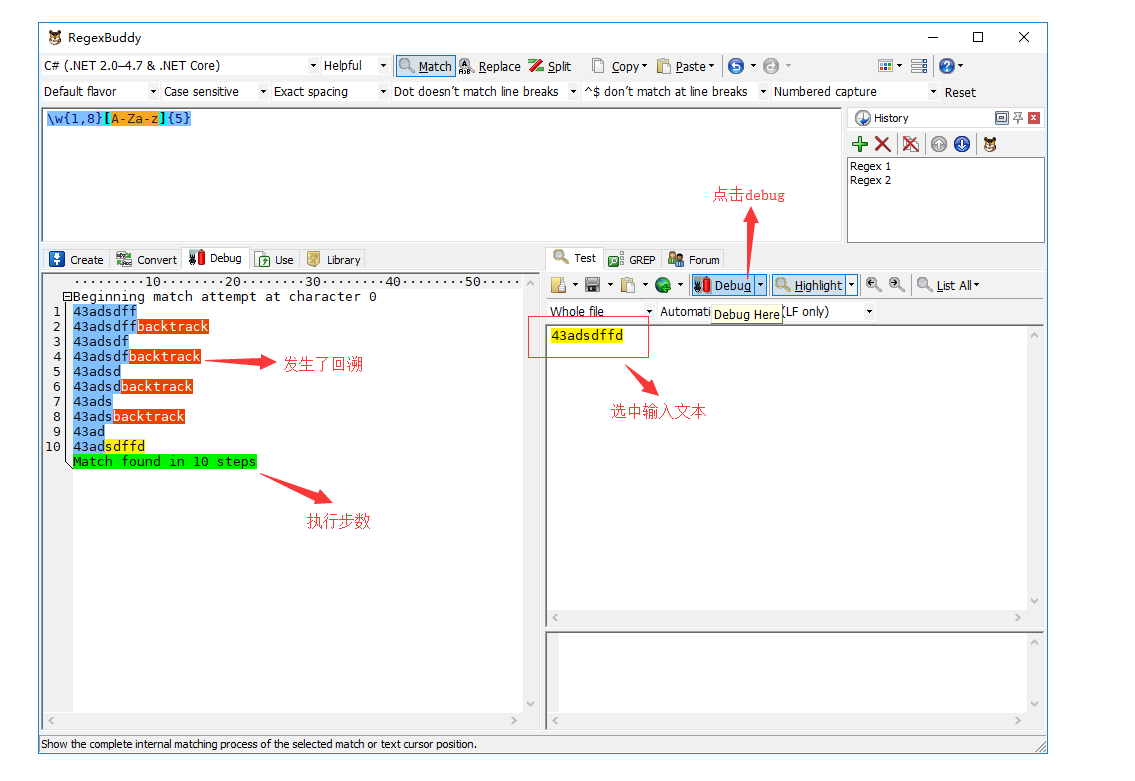 RegexBuddy
C# (.NET 2.0–4.7 & .NET Core) Helpful Match Replace Split Copy Paste
Default flavor Case sensitive Exact spacing Dot doesn't match line breaks ^$ don't match at line breaks Numbered capture Reset
\w{1,8}[A-Za-z]{5}
History
Regex 1
Regex 2
点击debug
Create Convert Debug Use Library
Test GREP Forum
Debug Highlight List All
Whole file Automati (LF only)
Debug Here
43adsdffd
选中输入文本
·········10········20········30········40········50·····
Beginning match attempt at character 0
1 43adsdff
2 43adsdffbacktrack
3 43adsdf
4 43adsdfbacktrack
发生了回溯
5 43adsd
6 43adsdbacktrack
7 43ads
8 43adsbacktrack
9 43ad
10 43adsdffd
Match found in 10 steps
执行步数
Show the complete internal matching process of the selected match or text cursor position.